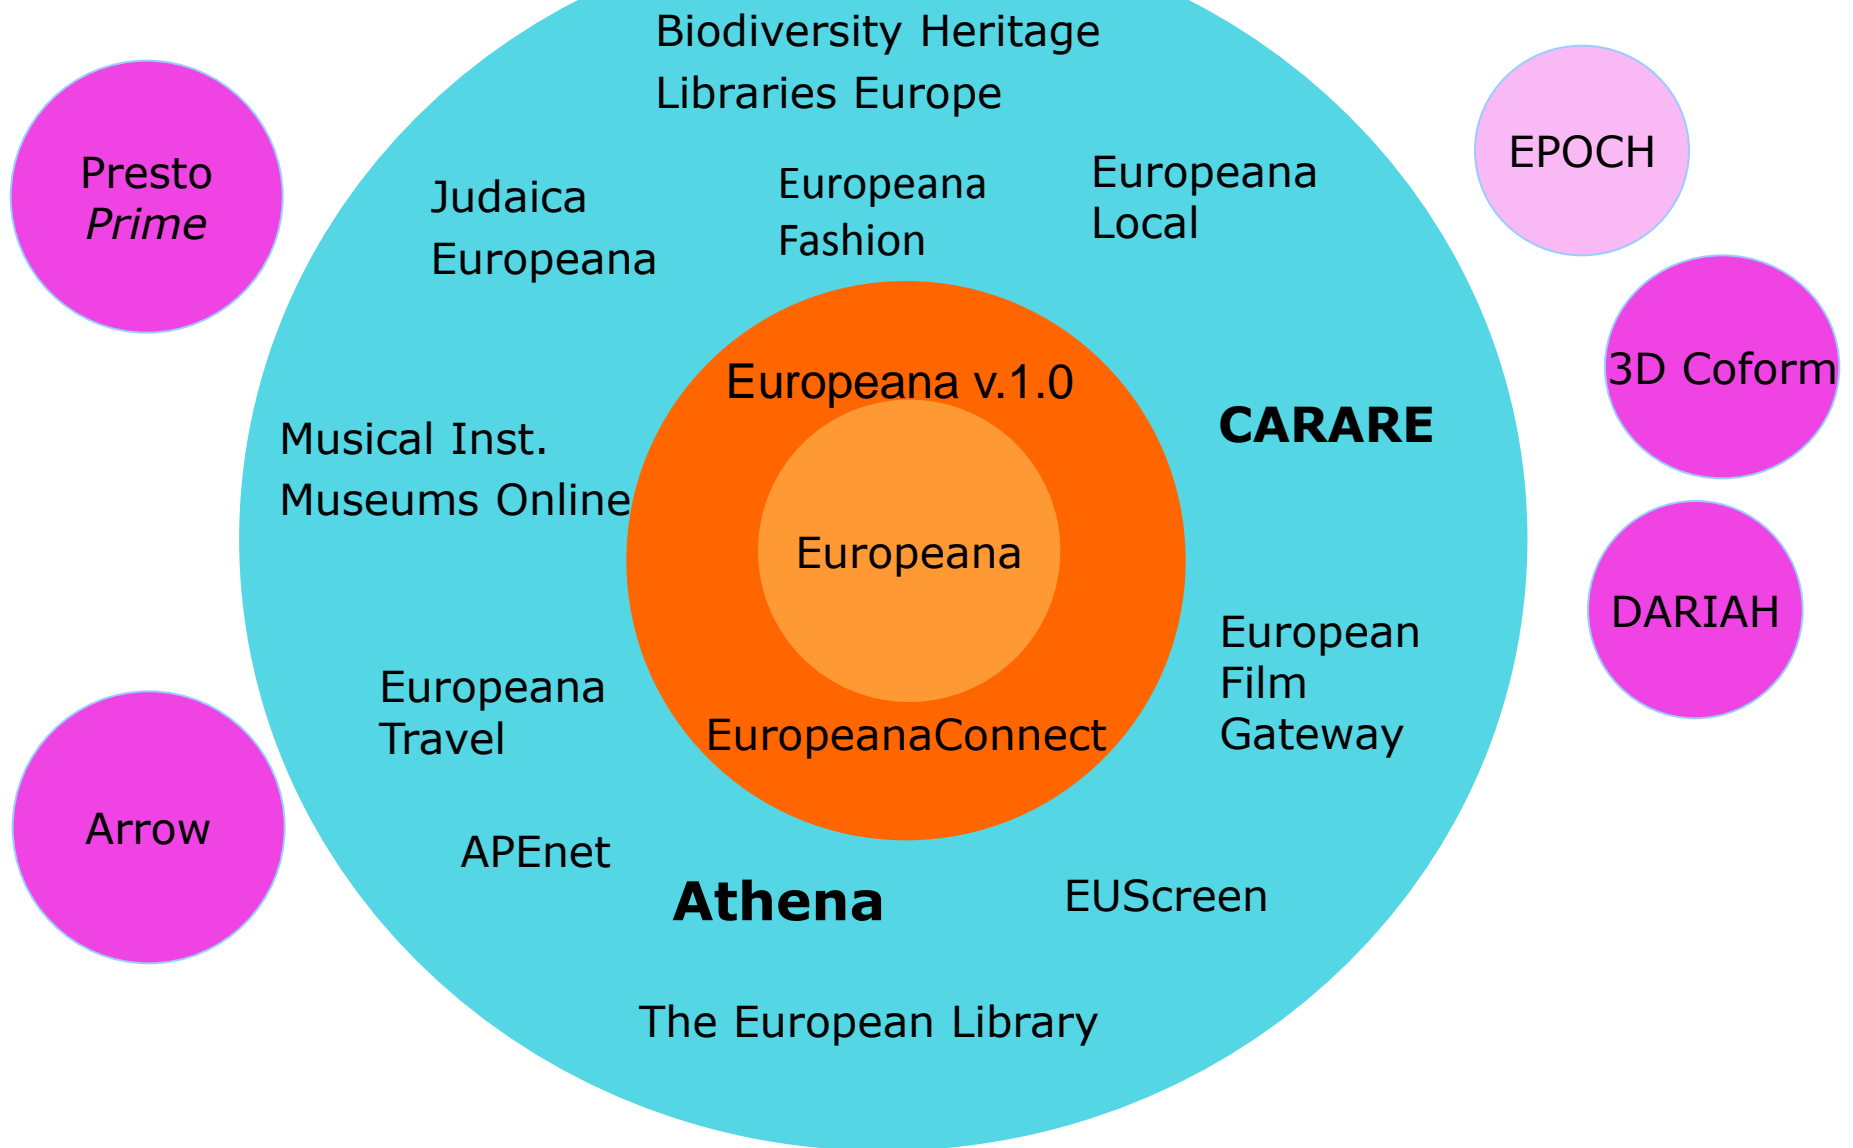 Biodiversity Heritage
Libraries Europe
Presto
Prime
Judaica
Europeana
Europeana
Fashion
Europeana
Local
EPOCH
3D Coform
Europeana v.1.0
CARARE
Musical Inst.
Museums Online
Europeana
DARIAH
European
Film
Gateway
Europeana
Travel
EuropeanaConnect
Arrow
APEnet
Athena
EUScreen
The European Library